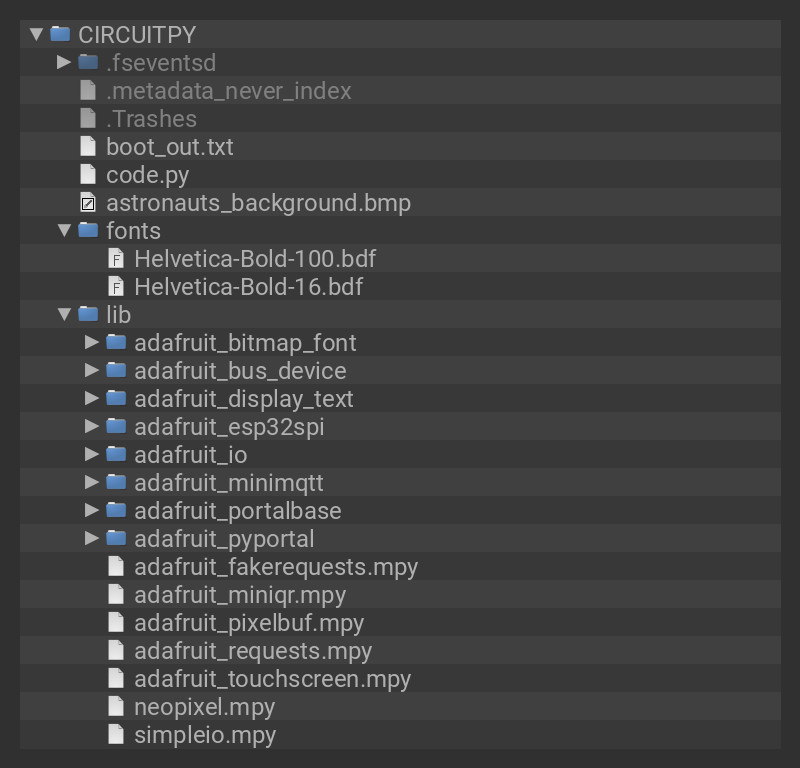 CIRCUITPY
.fseventsd
.metadata_never_index
.Trashes
boot_out.txt
code.py
astronauts_background.bmp
fonts
Helvetica-Bold-100.bdf
Helvetica-Bold-16.bdf
lib
adafruit_bitmap_font
adafruit_bus_device
adafruit_display_text
adafruit_esp32spi
adafruit_io
adafruit_minimqtt
adafruit_portalbase
adafruit_pyportal
adafruit_fakerequests.mpy
adafruit_miniqr.mpy
adafruit_pixelbuf.mpy
adafruit_requests.mpy
adafruit_touchscreen.mpy
neopixel.mpy
simpleio.mpy